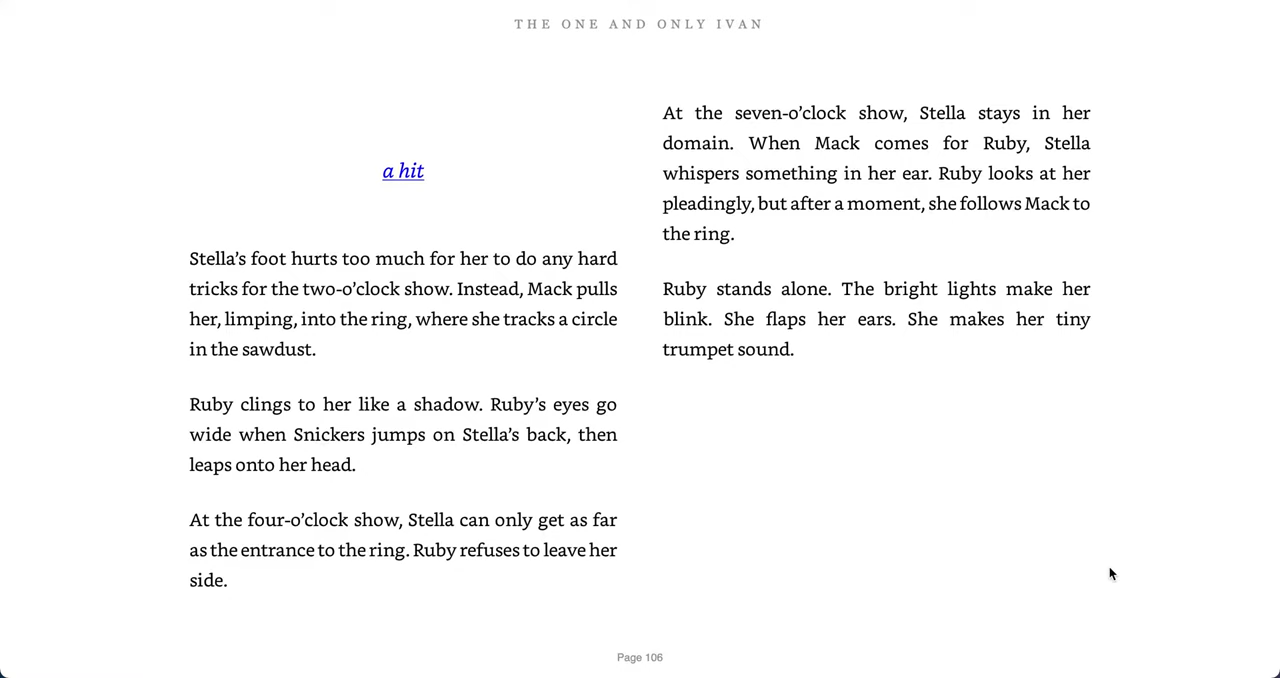 THE ONE AND ONLY IVAN
a hit
Stella’s foot hurts too much for her to do any hard
tricks for the two-o’clock show. Instead, Mack pulls
her, limping, into the ring, where she tracks a circle
in the sawdust.
Ruby clings to her like a shadow. Ruby’s eyes go
wide when Snickers jumps on Stella’s back, then
leaps onto her head.
At the four-o’clock show, Stella can only get as far
as the entrance to the ring. Ruby refuses to leave her
side.
At the seven-o’clock show, Stella stays in her
domain. When Mack comes for Ruby, Stella
whispers something in her ear. Ruby looks at her
pleadingly, but after a moment, she follows Mack to
the ring.
Ruby stands alone. The bright lights make her
blink. She flaps her ears. She makes her tiny
trumpet sound.
Page 106